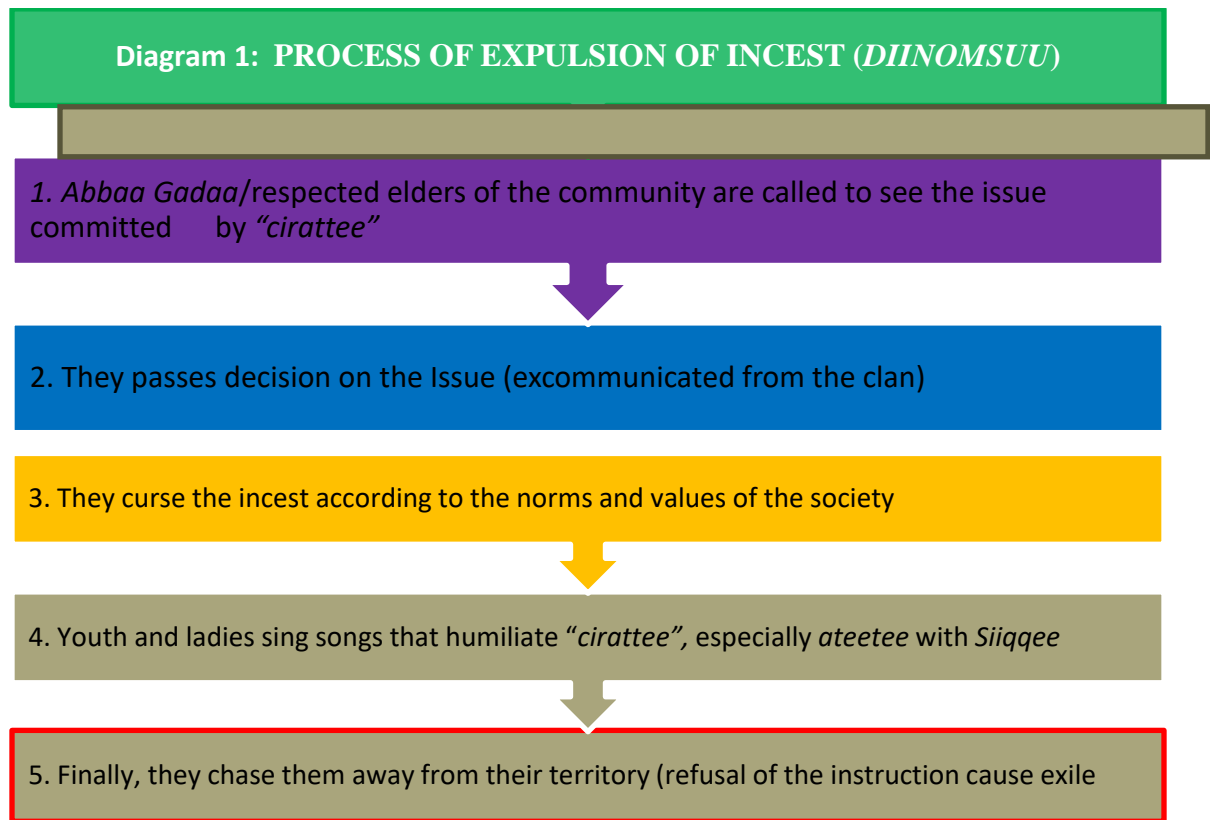 Diagram 1: PROCESS OF EXPULSION OF INCEST (DIINOMSUU)
1. Abbaa Gadaa/respected elders of the community are called to see the issue
committed by “cirattee”
2. They passes decision on the Issue (excommunicated from the clan)
3. They curse the incest according to the norms and values of the society
4. Youth and ladies sing songs that humiliate “cirattee”, especially ateetee with Siiqqee
5. Finally, they chase them away from their territory (refusal of the instruction cause exile